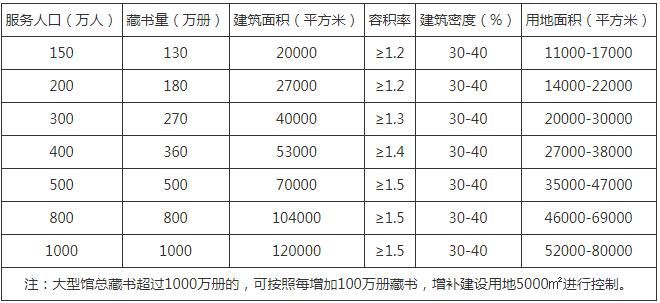 服务人口（万人） 藏书量（万册） 建筑面积（平方米） 容积率 建筑密度（%） 用地面积（平方米）
150 130 20000 ≥1.2 30-40 11000-17000
200 180 27000 ≥1.2 30-40 14000-22000
300 270 40000 ≥1.3 30-40 20000-30000
400 360 53000 ≥1.4 30-40 27000-38000
500 500 70000 ≥1.5 30-40 35000-47000
800 800 104000 ≥1.5 30-40 46000-69000
1000 1000 120000 ≥1.5 30-40 52000-80000
注：大型馆总藏书超过1000万册的，可按照每增加100万册藏书，增补建设用地5000㎡进行控制。